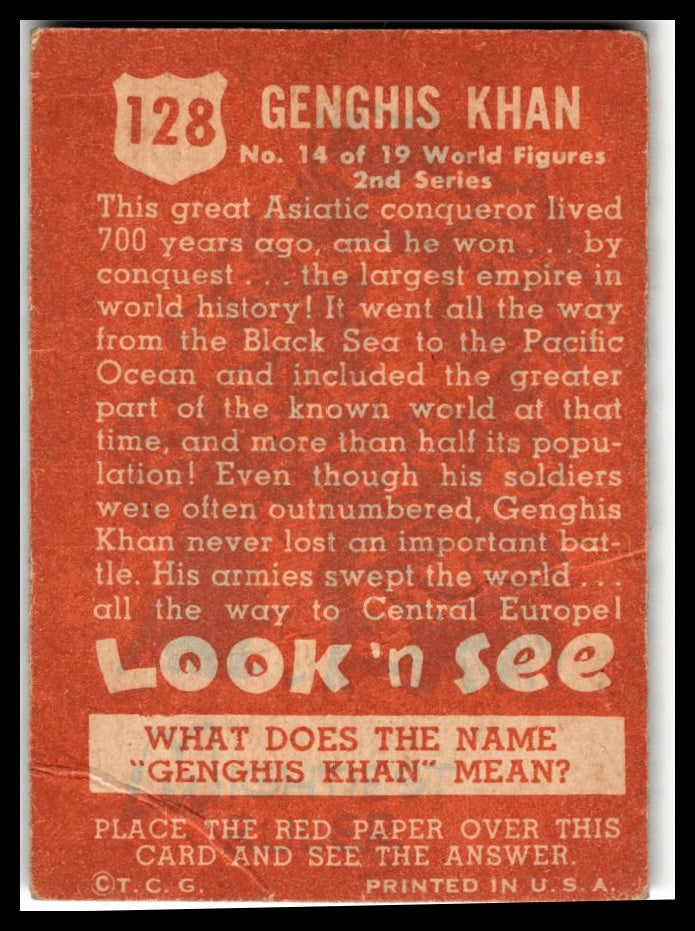 128
GENGHIS KHAN
No. 14 of 19 World Figures
2nd Series
This great Asiatic conqueror lived
700 years ago, and he won . . . by
conquest . . . the largest empire in
world history! It went all the way
from the Black Sea to the Pacific
Ocean and included the greater
part of the known world at that
time, and more than half its popu-
lation! Even though his soldiers
were often outnumbered, Genghis
Khan never lost an important bat-
tle. His armies swept the world . . .
all the way to Central Europe!
LOOK 'n SEE
WHAT DOES THE NAME
"GENGHIS KHAN" MEAN?
PLACE THE RED PAPER OVER THIS
CARD AND SEE THE ANSWER.
©T. C. G.
PRINTED IN U. S. A.